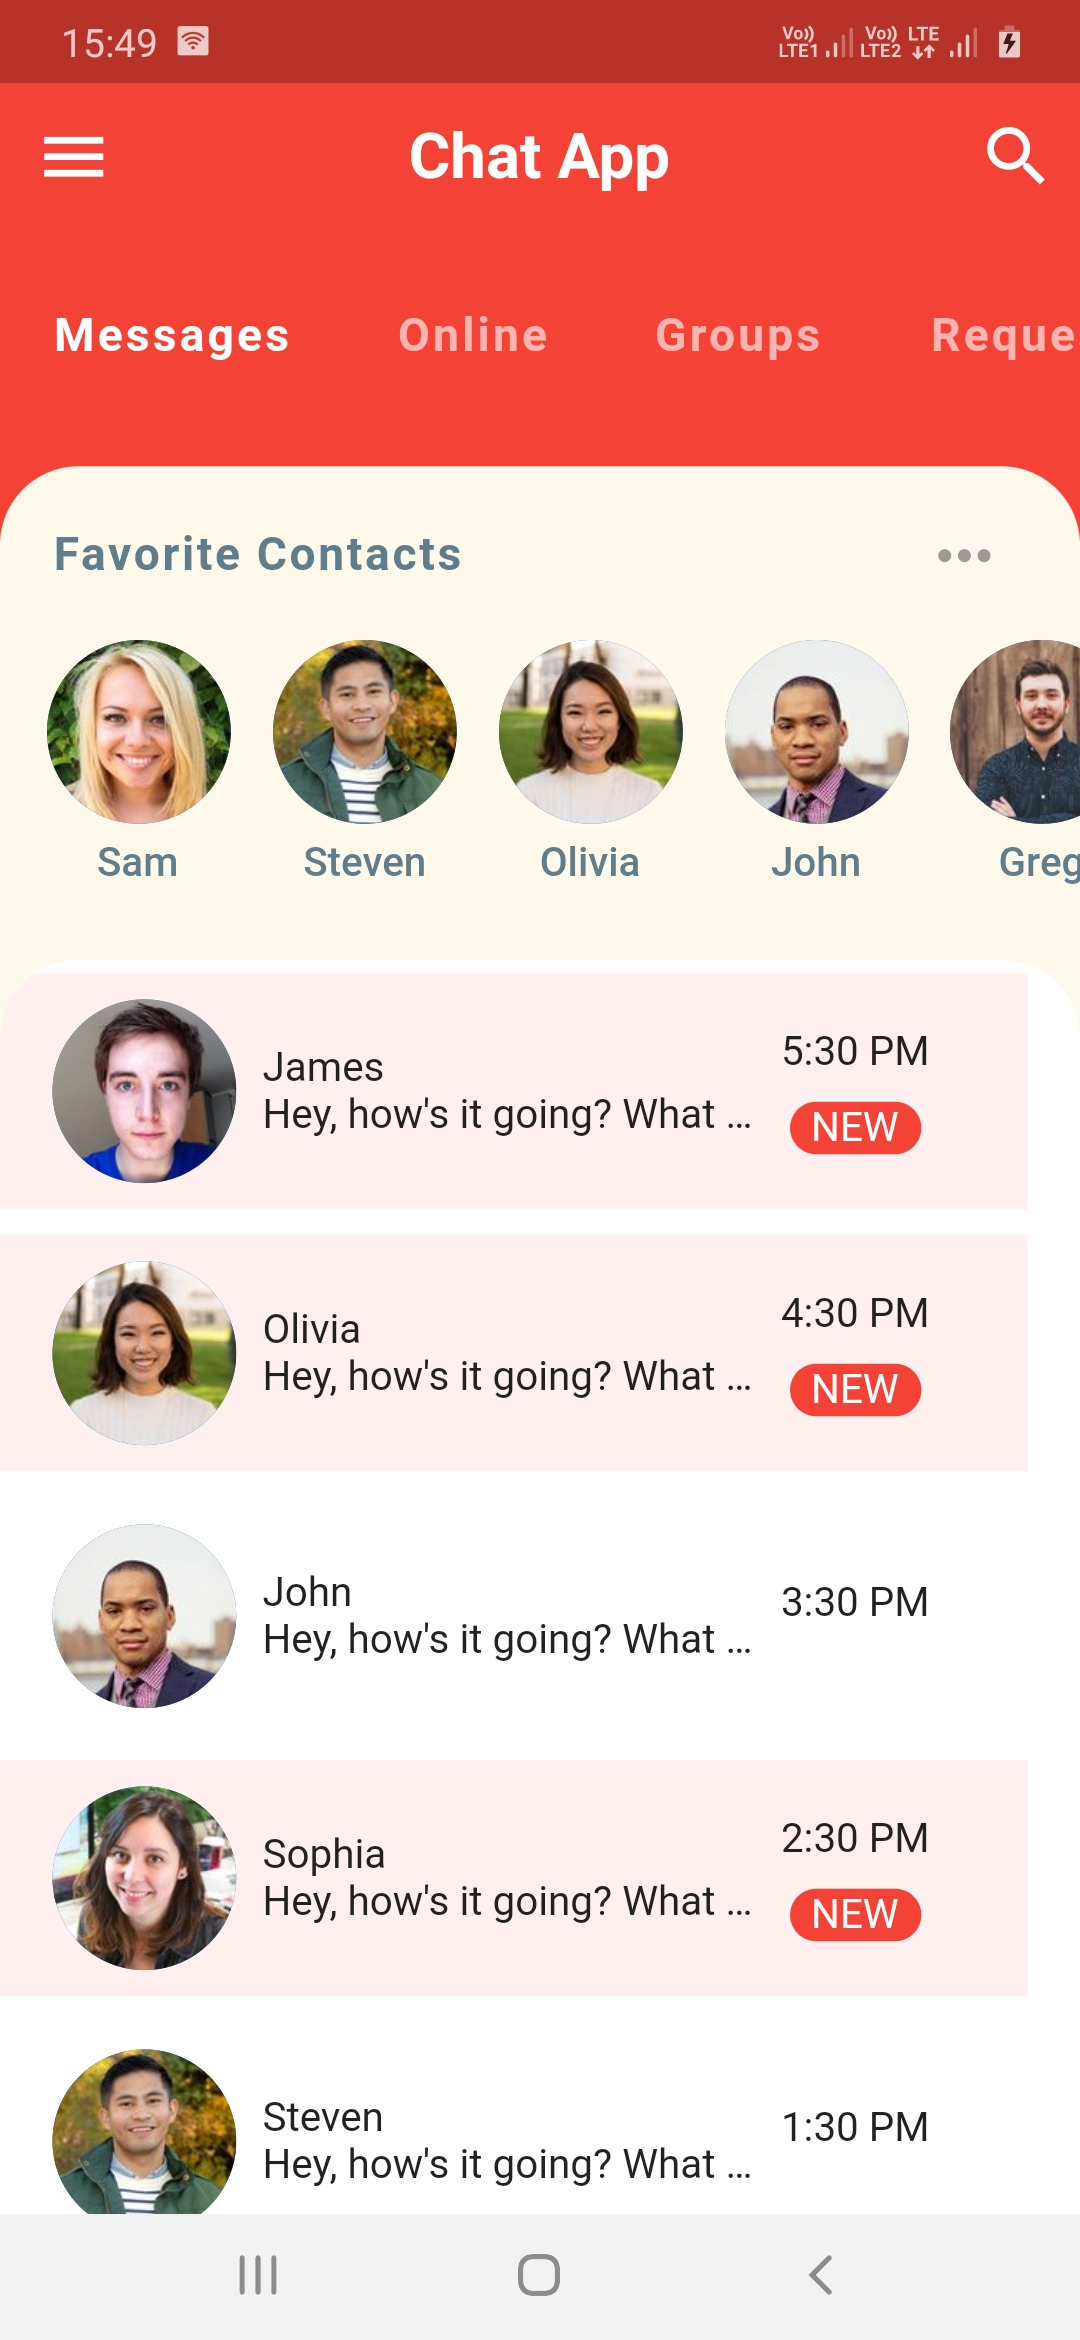 15:49
Vo)) LTE1 Vo)) LTE2 LTE
Chat App
Messages Online Groups Reque
Favorite Contacts
Sam Steven Olivia John Greg
James
Hey, how's it going? What ...
5:30 PM
NEW
Olivia
Hey, how's it going? What ...
4:30 PM
NEW
John
Hey, how's it going? What ...
3:30 PM
Sophia
Hey, how's it going? What ...
2:30 PM
NEW
Steven
Hey, how's it going? What ...
1:30 PM